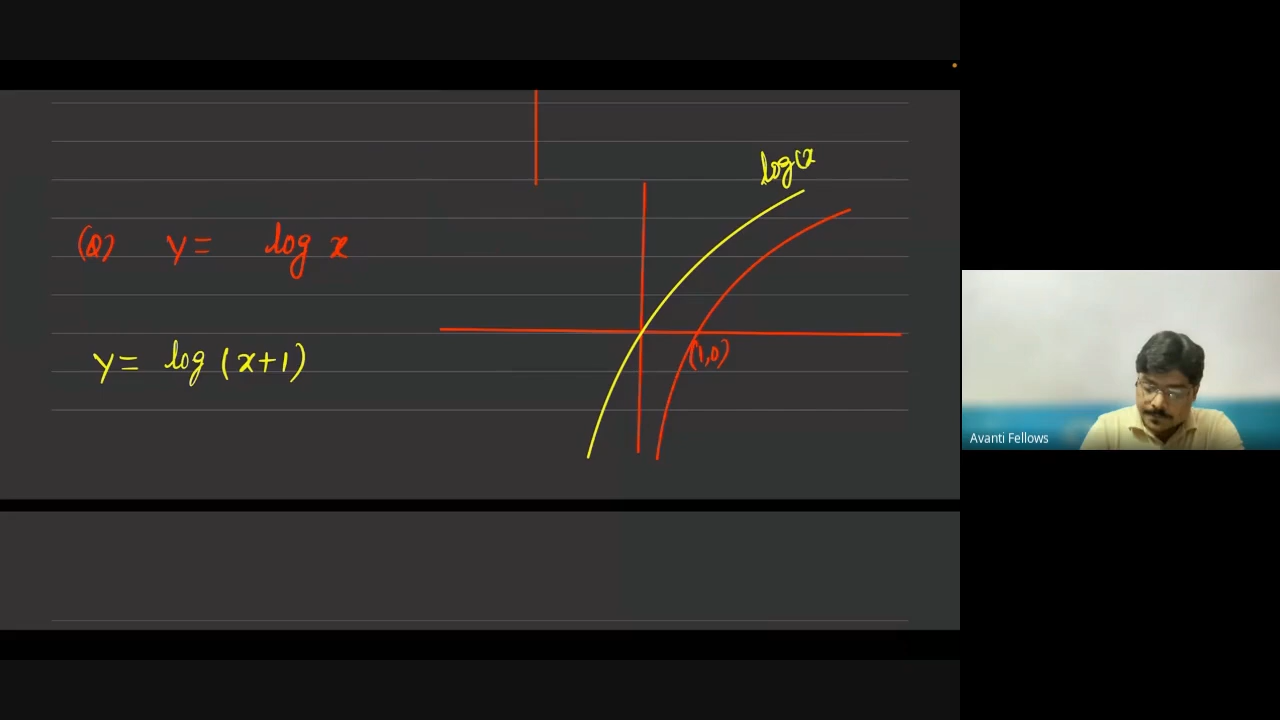 log(x
(Q) y = log x
(1,0)
y = log (x+1)
Avanti Fellows